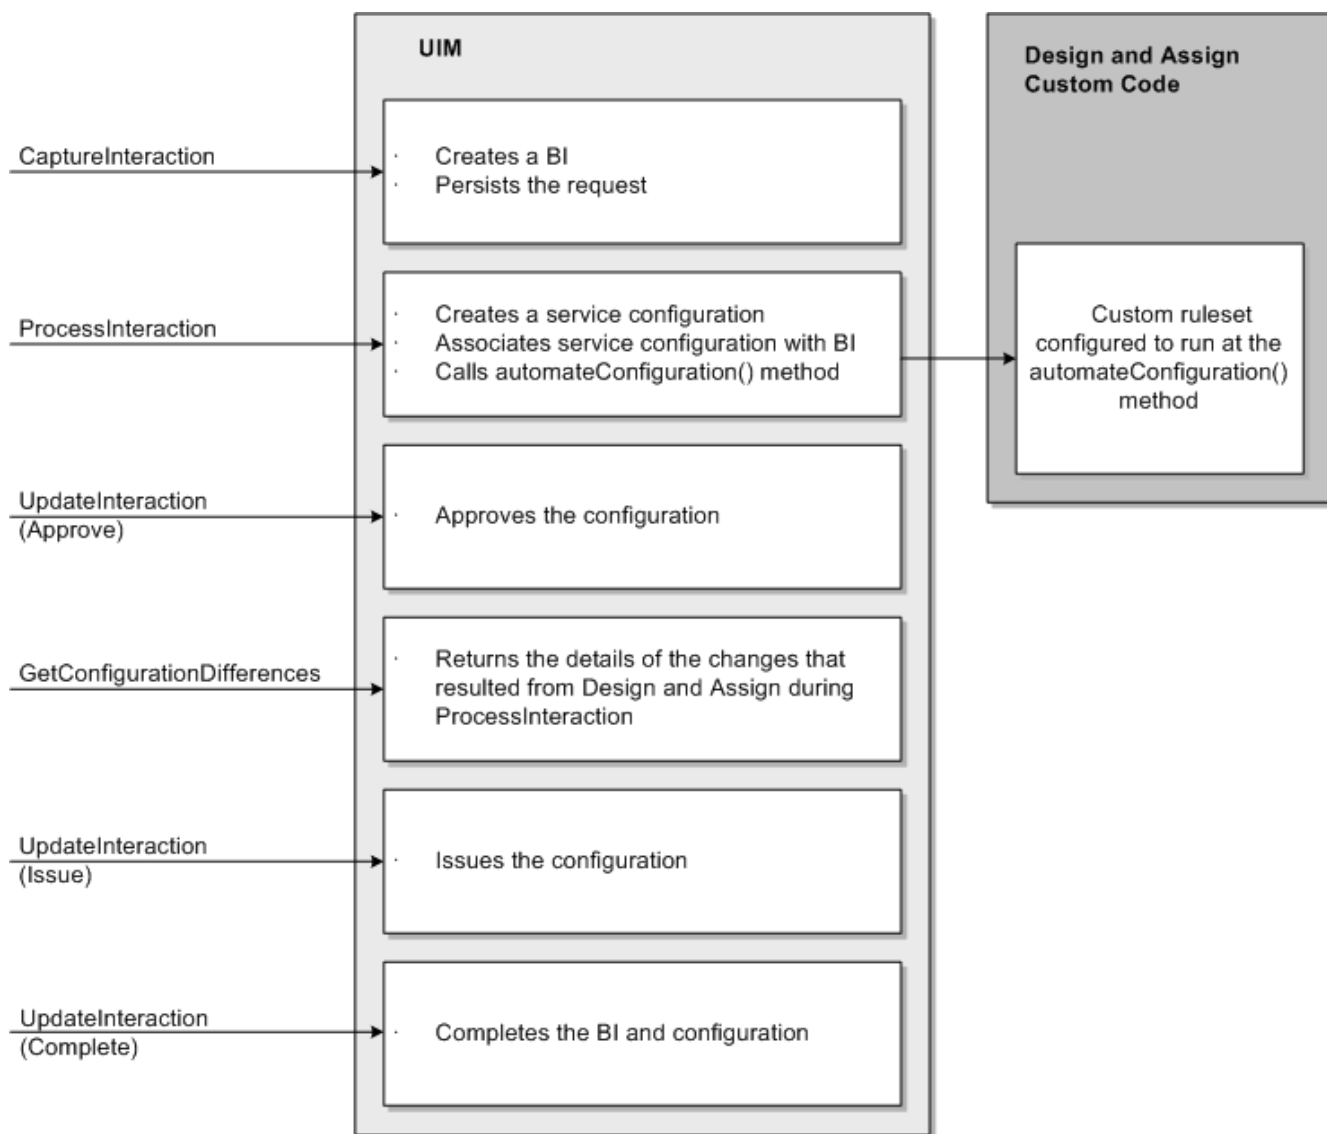 UIM
Design and Assign
Custom Code
CaptureInteraction
· Creates a BI
· Persists the request
ProcessInteraction
· Creates a service configuration
· Associates service configuration with BI
· Calls automateConfiguration() method
Custom ruleset
configured to run at the
automateConfiguration()
method
UpdateInteraction
(Approve)
· Approves the configuration
GetConfigurationDifferences
· Returns the details of the changes that
resulted from Design and Assign during
ProcessInteraction
UpdateInteraction
(Issue)
· Issues the configuration
UpdateInteraction
(Complete)
· Completes the BI and configuration